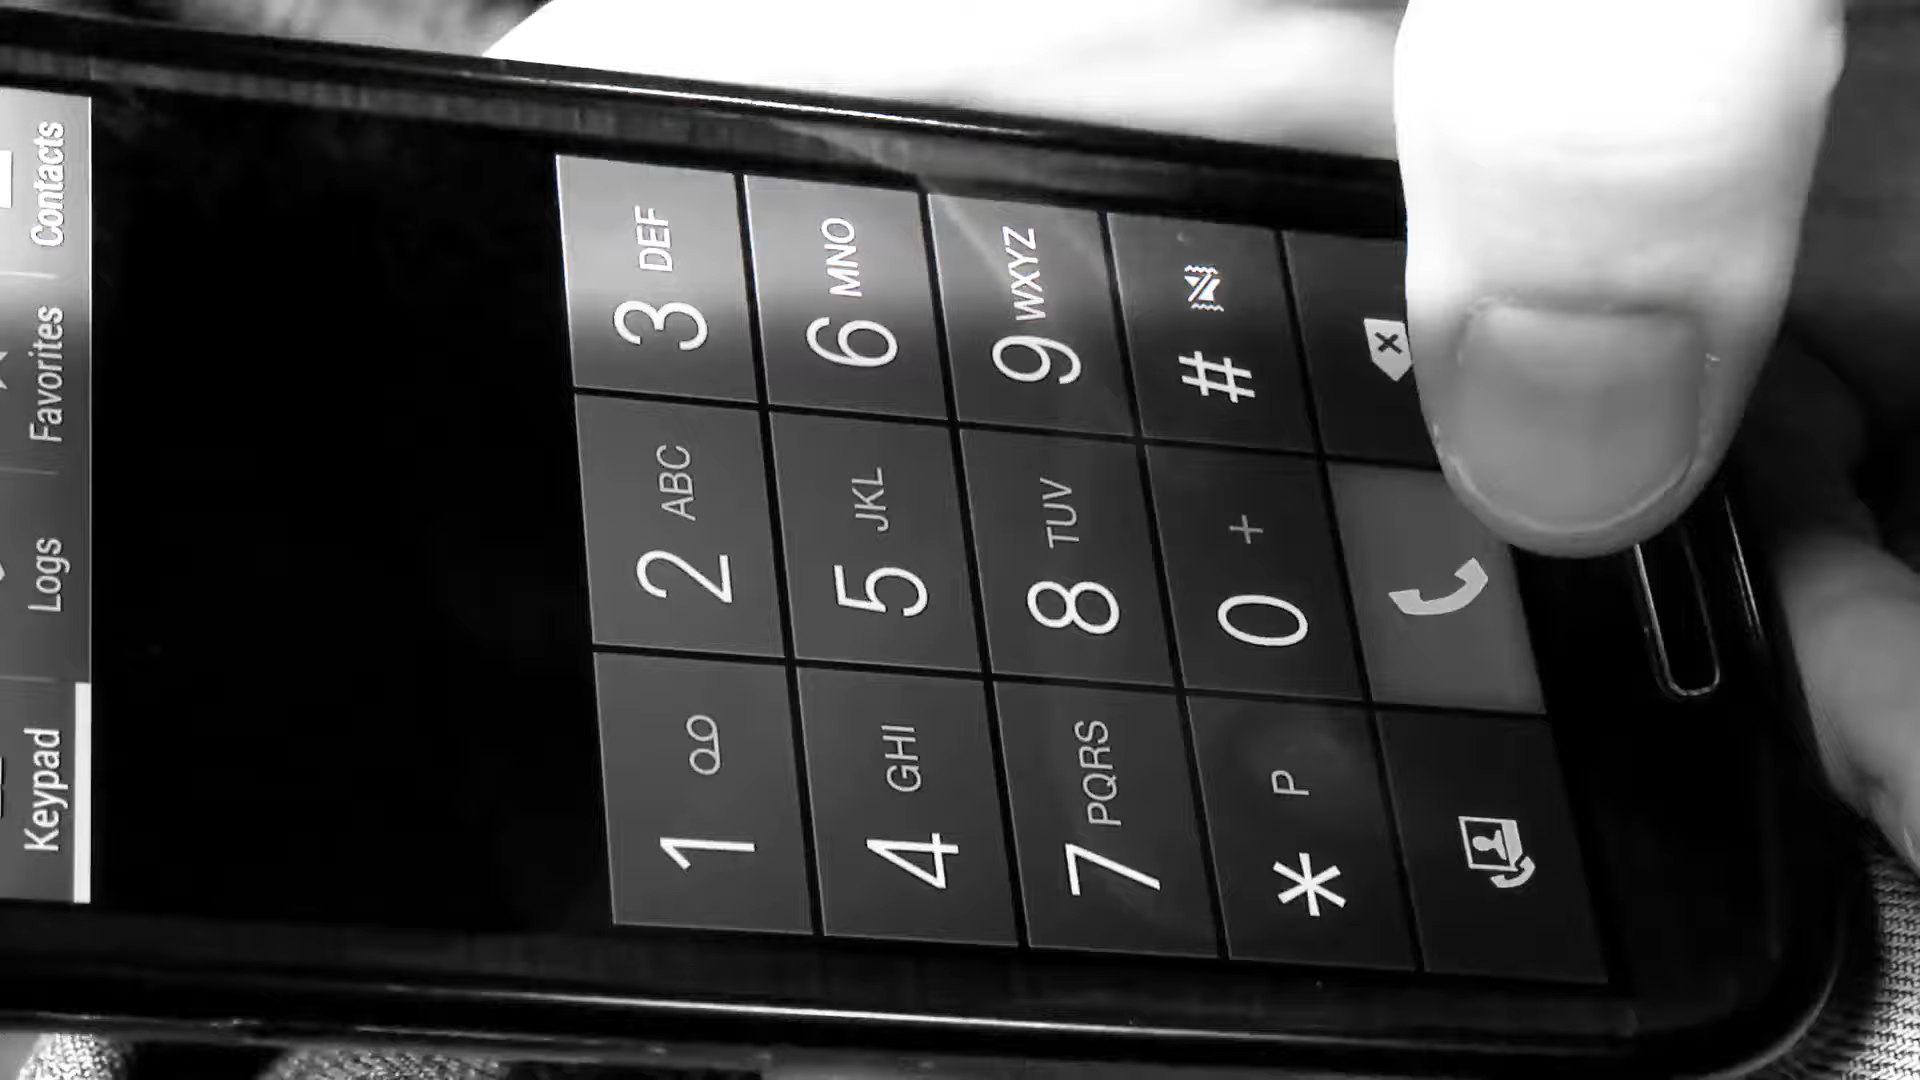 Keypad Logs Favorites Contacts
1 2 ABC 3 DEF
4 GHI 5 JKL 6 MNO
7 PQRS 8 TUV 9 WXYZ
* P 0 + #